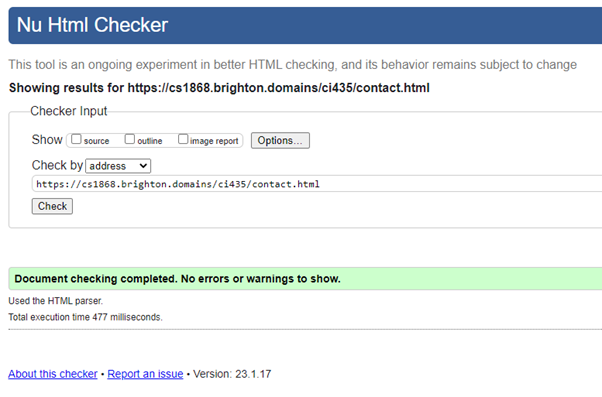 Nu Html Checker
This tool is an ongoing experiment in better HTML checking, and its behavior remains subject to change
Showing results for https://cs1868.brighton.domains/ci435/contact.html
Checker Input
Show source outline image report Options...
Check by address
https://cs1868.brighton.domains/ci435/contact.html
Check
Document checking completed. No errors or warnings to show.
Used the HTML parser.
Total execution time 477 milliseconds.
About this checker • Report an issue • Version: 23.1.17